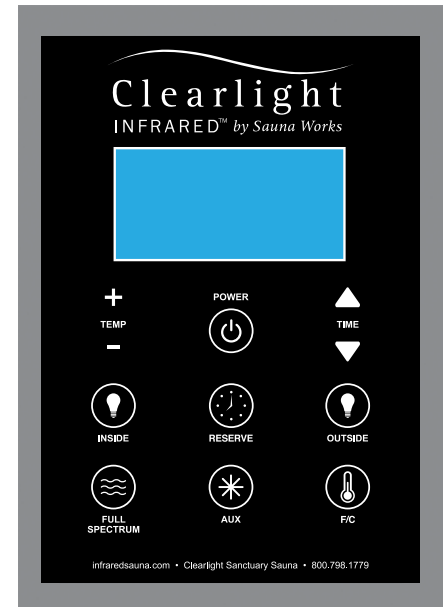 Clearlight
INFRARED™ by Sauna Works
+
POWER
TEMP
TIME
−
INSIDE
RESERVE
OUTSIDE
FULL
SPECTRUM
AUX
F/C
infraredsauna.com • Clearlight Sanctuary Sauna • 800.798.1779